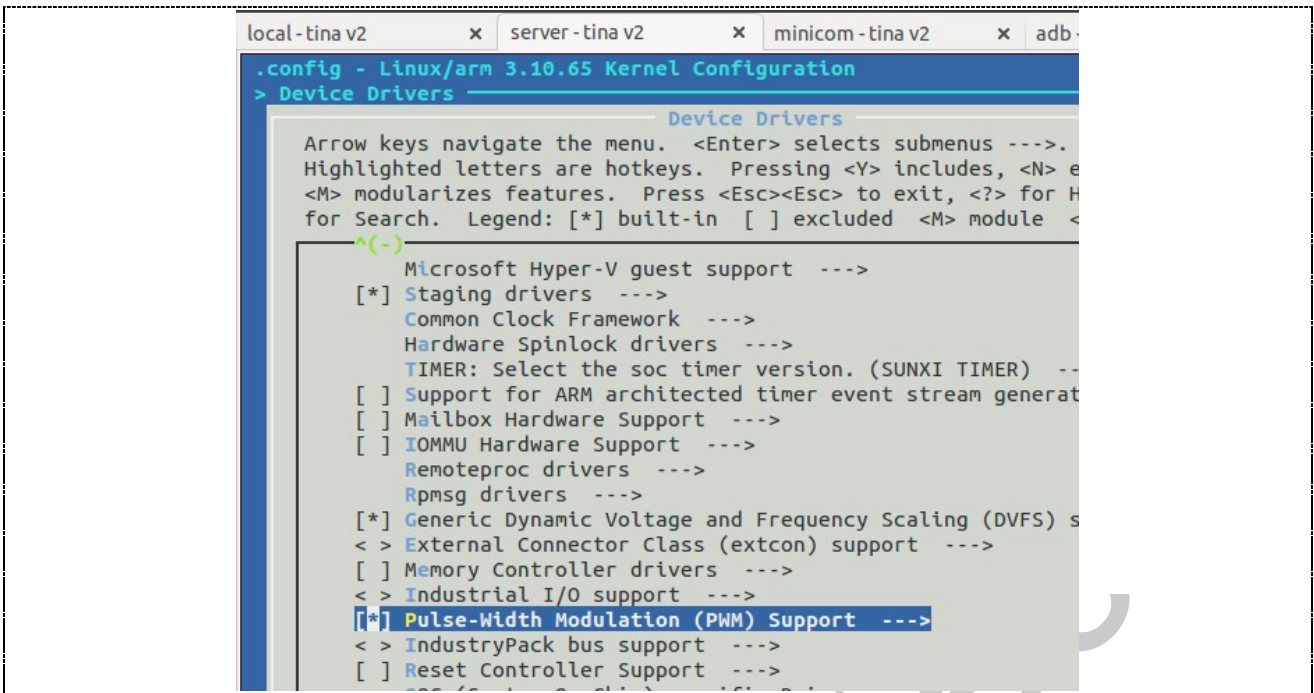 local - tina v2 × server - tina v2 × minicom - tina v2 × adb -
.config - Linux/arm 3.10.65 Kernel Configuration
> Device Drivers
Device Drivers
Arrow keys navigate the menu. <Enter> selects submenus --->.
Highlighted letters are hotkeys. Pressing <Y> includes, <N> e
<M> modularizes features. Press <Esc><Esc> to exit, <?> for H
for Search. Legend: [*] built-in [ ] excluded <M> module <
^(-)
Microsoft Hyper-V guest support --->
[*] Staging drivers --->
Common Clock Framework --->
Hardware Spinlock drivers --->
TIMER: Select the soc timer version. (SUNXI TIMER) --
[ ] Support for ARM architected timer event stream generat
[ ] Mailbox Hardware Support --->
[ ] IOMMU Hardware Support --->
Remoteproc drivers --->
Rpmsg drivers --->
[*] Generic Dynamic Voltage and Frequency Scaling (DVFS) s
< > External Connector Class (extcon) support --->
[ ] Memory Controller drivers --->
< > Industrial I/O support --->
[*] Pulse-Width Modulation (PWM) Support --->
< > IndustryPack bus support --->
[ ] Reset Controller Support --->